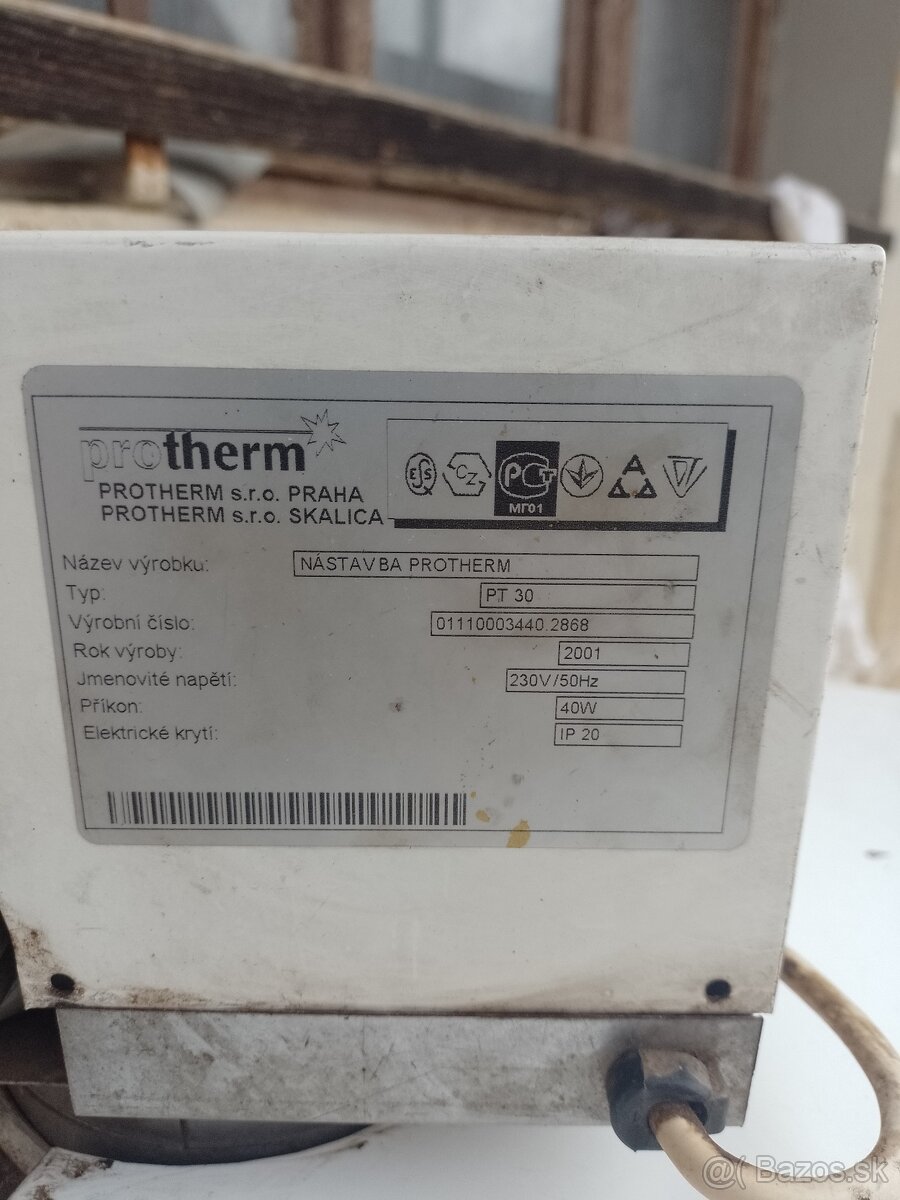 protherm
PROTHERM s.r.o. PRAHA
PROTHERM s.r.o. SKALICA
CZ
РСТ
МГ01
Název výrobku: NÁSTAVBA PROTHERM
Typ: PT 30
Výrobní číslo: 01110003440.2868
Rok výroby: 2001
Jmenovité napětí: 230V/50Hz
Příkon: 40W
Elektrické krytí: IP 20
@( Bazos.sk